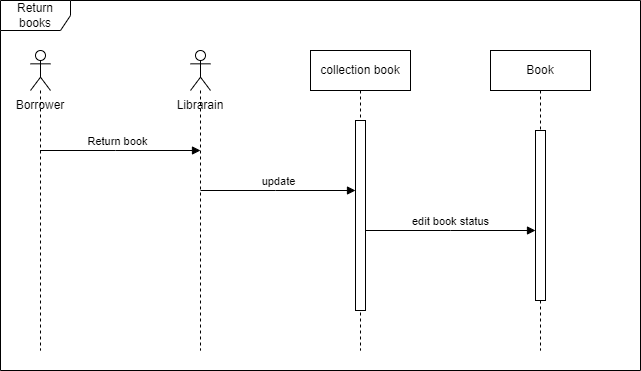 Return
books
Borrower
Librarain
collection book
Book
Return book
update
edit book status